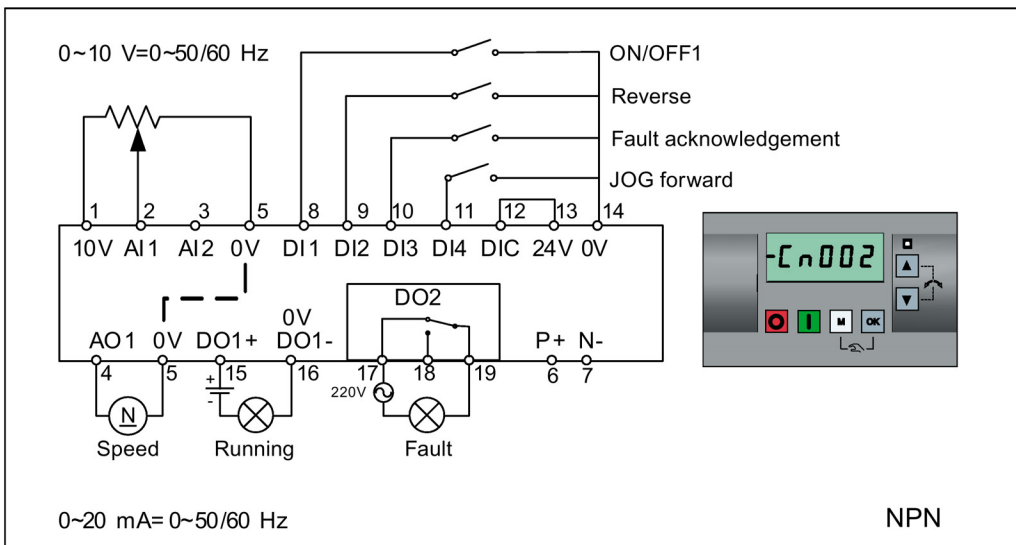 0~10 V=0~50/60 Hz
ON/OFF1
Reverse
Fault acknowledgement
JOG forward
1 2 3 5 8 9 10 11 12 13 14
10V AI1 AI2 0V DI1 DI2 DI3 DI4 DIC 24V 0V
-Cn002
M OK
DO2
0V
AO1 0V DO1+ DO1- P+ N-
4 5 15 16 17 18 19 6 7
+
-
220V
N
Speed Running Fault
0~20 mA= 0~50/60 Hz
NPN